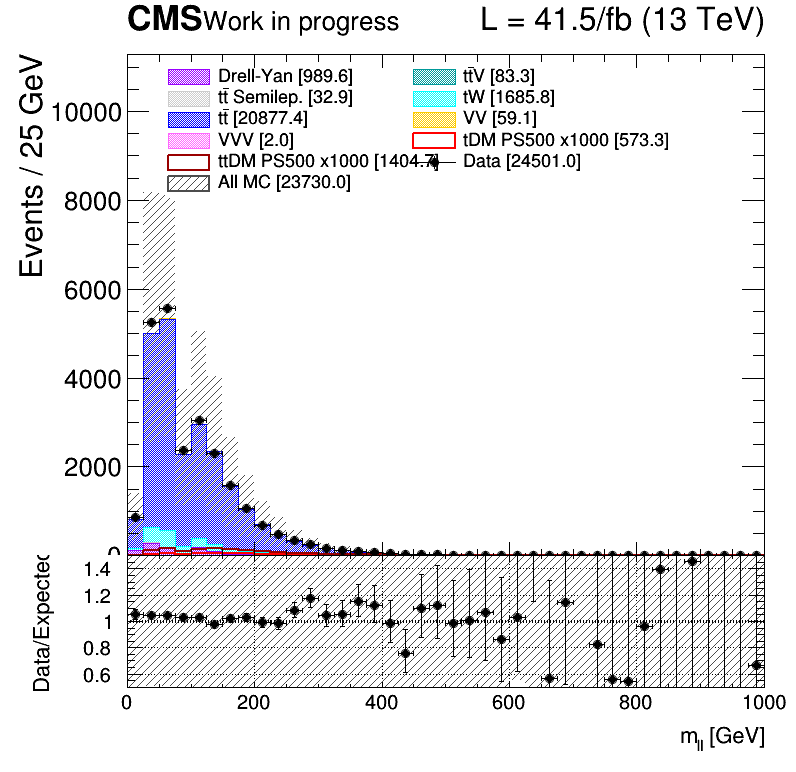 CMS Work in progress L = 41.5/fb (13 TeV)
Events / 25 GeV
10000
8000
6000
4000
2000
0
Drell-Yan [989.6]
tt̄ Semilep. [32.9]
tt̄ [20877.4]
VVV [2.0]
ttDM PS500 x1000 [1404.7]
All MC [23730.0]
tt̄V [83.3]
tW [1685.8]
VV [59.1]
tDM PS500 x1000 [573.3]
Data [24501.0]
Data/Expected
1.4
1.2
1
0.8
0.6
0 200 400 600 800 1000
m_ll [GeV]